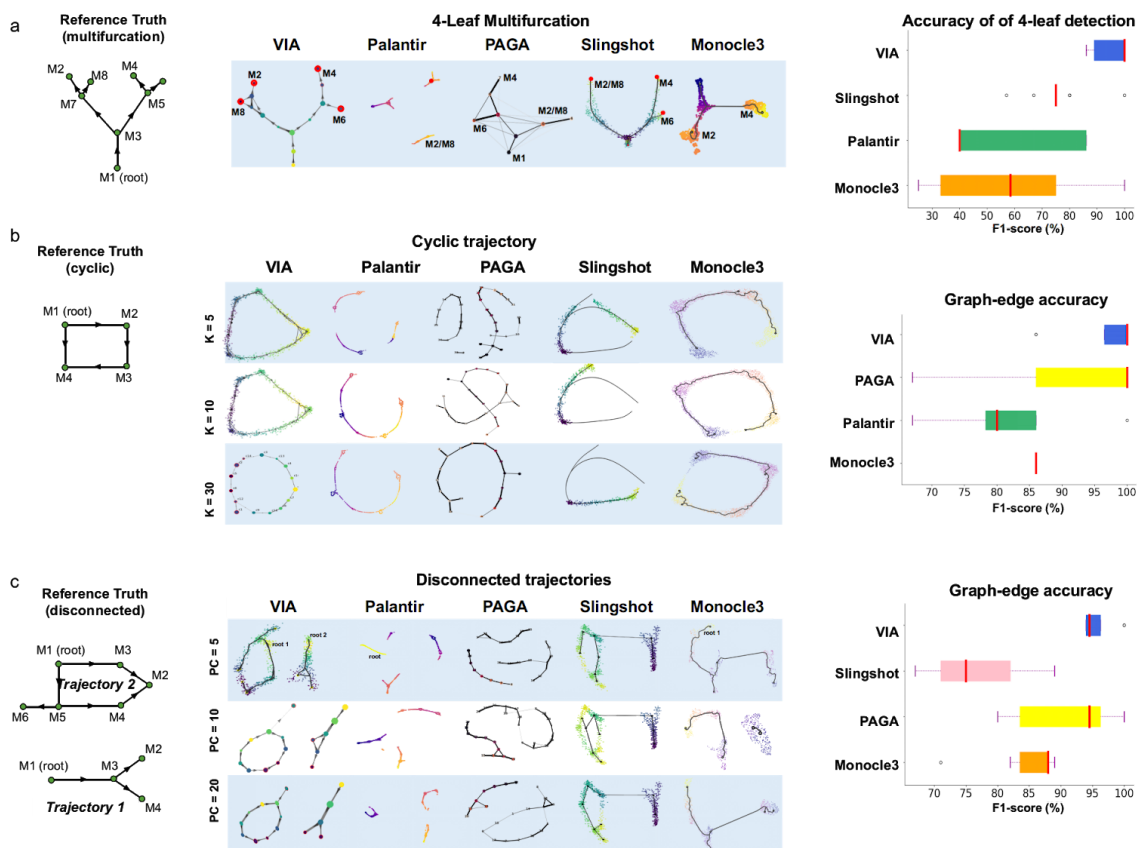 a
Reference Truth
(multifurcation)
M2
M8
M4
M7
M5
M6
M3
M1 (root)
4-Leaf Multifurcation
VIA
Palantir
PAGA
Slingshot
Monocle3
M2
M8
M4
M6
M2/M8
M4
M6
M2/M8
M1
M2/M8
M4
M6
M4
M2
Accuracy of of 4-leaf detection
VIA
Slingshot
Palantir
Monocle3
30 40 50 60 70 80 90 100
F1-score (%)
b
Reference Truth
(cyclic)
M1 (root)
M2
M4
M3
Cyclic trajectory
VIA
Palantir
PAGA
Slingshot
Monocle3
K = 5
K = 10
K = 30
Graph-edge accuracy
VIA
PAGA
Palantir
Monocle3
70 75 80 85 90 95 100
F1-score (%)
c
Reference Truth
(disconnected)
M1 (root)
M3
Trajectory 2
M2
M6
M5
M4
M2
M1 (root)
M3
M4
Trajectory 1
Disconnected trajectories
VIA
Palantir
PAGA
Slingshot
Monocle3
PC = 5
root 1
root 2
root
root 1
PC = 10
PC = 20
Graph-edge accuracy
VIA
Slingshot
PAGA
Monocle3
70 75 80 85 90 95 100
F1-score (%)